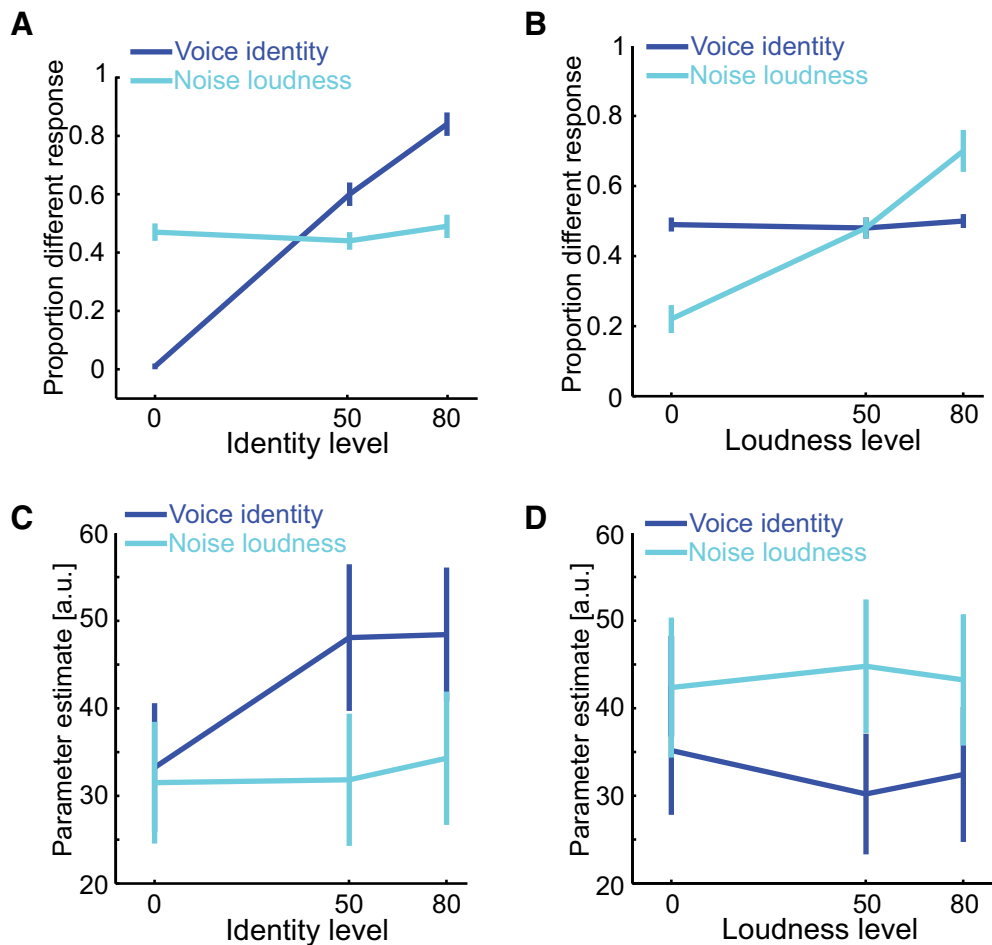 A
Voice identity
Noise loudness
Proportion different response
1
0.8
0.6
0.4
0.2
0
0 50 80
Identity level
B
Voice identity
Noise loudness
Proportion different response
1
0.8
0.6
0.4
0.2
0
0 50 80
Loudness level
C
Voice identity
Noise loudness
Parameter estimate [a.u.]
60
50
40
30
20
0 50 80
Identity level
D
Voice identity
Noise loudness
Parameter estimate [a.u.]
60
50
40
30
20
0 50 80
Loudness level